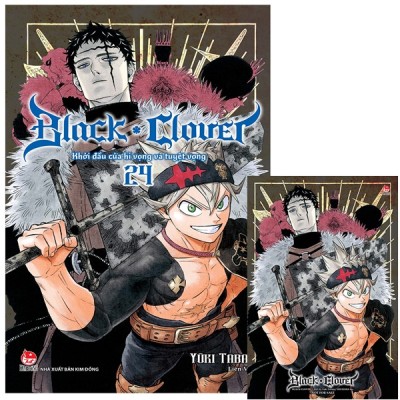 Black Clover
Khởi đầu của hi vọng và tuyệt vọng
24
YŪKI TABATA
NHÀ XUẤT BẢN KIM ĐỒNG
Black Clover